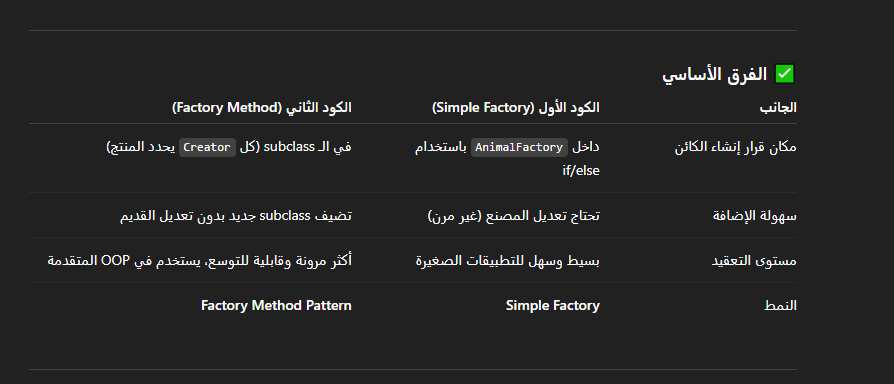 ✅ الفرق الأساسي
الجانب الكود الأول (Simple Factory) الكود الثاني (Factory Method)
مكان قرار إنشاء الكائن داخل AnimalFactory باستخدام if/else في الـ subclass (كل Creator يحدد المنتج)
سهولة الإضافة تحتاج تعديل المصنع (غير مرن) تضيف subclass جديد بدون تعديل القديم
مستوى التعقيد بسيط وسهل للتطبيقات الصغيرة أكثر مرونة وقابلية للتوسع، يستخدم في OOP المتقدمة
النمط Simple Factory Factory Method Pattern